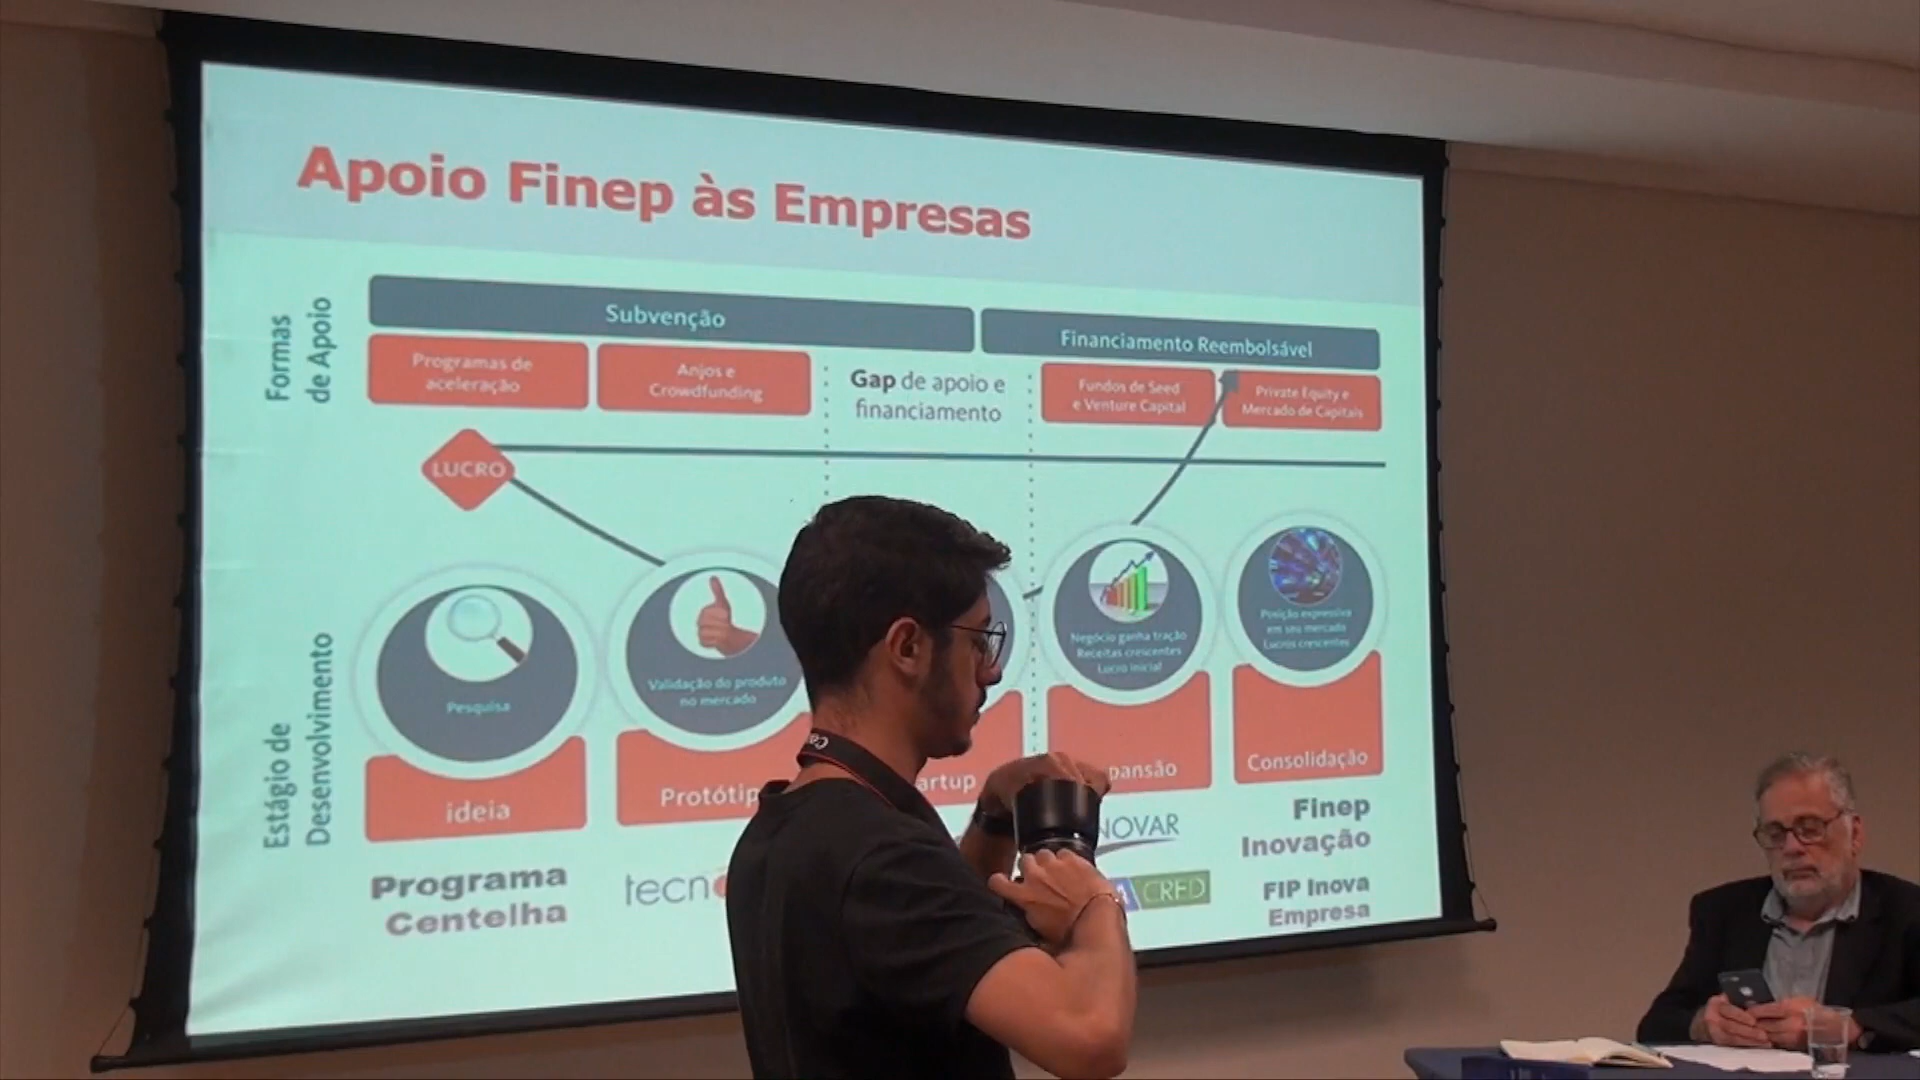 Apoio Finep às Empresas
Formas
de Apoio
Subvenção
Financiamento Reembolsável
Programas de
aceleração
Anjos e
Crowdfunding
Gap de apoio e
financiamento
Fundos de Seed
e Venture Capital
Private Equity e
Mercado de Capitais
LUCRO
Estágio de
Desenvolvimento
Pesquisa
Validação do produto
no mercado
Negócio ganha tração
Receitas crescentes
Lucro inicial
Posição expressiva
em seu mercado
Lucros crescentes
ideia
Protótip
artup
pansão
Consolidação
Programa
Centelha
tecn
NOVAR
A CRED
Finep
Inovação
FIP Inova
Empresa
Ca